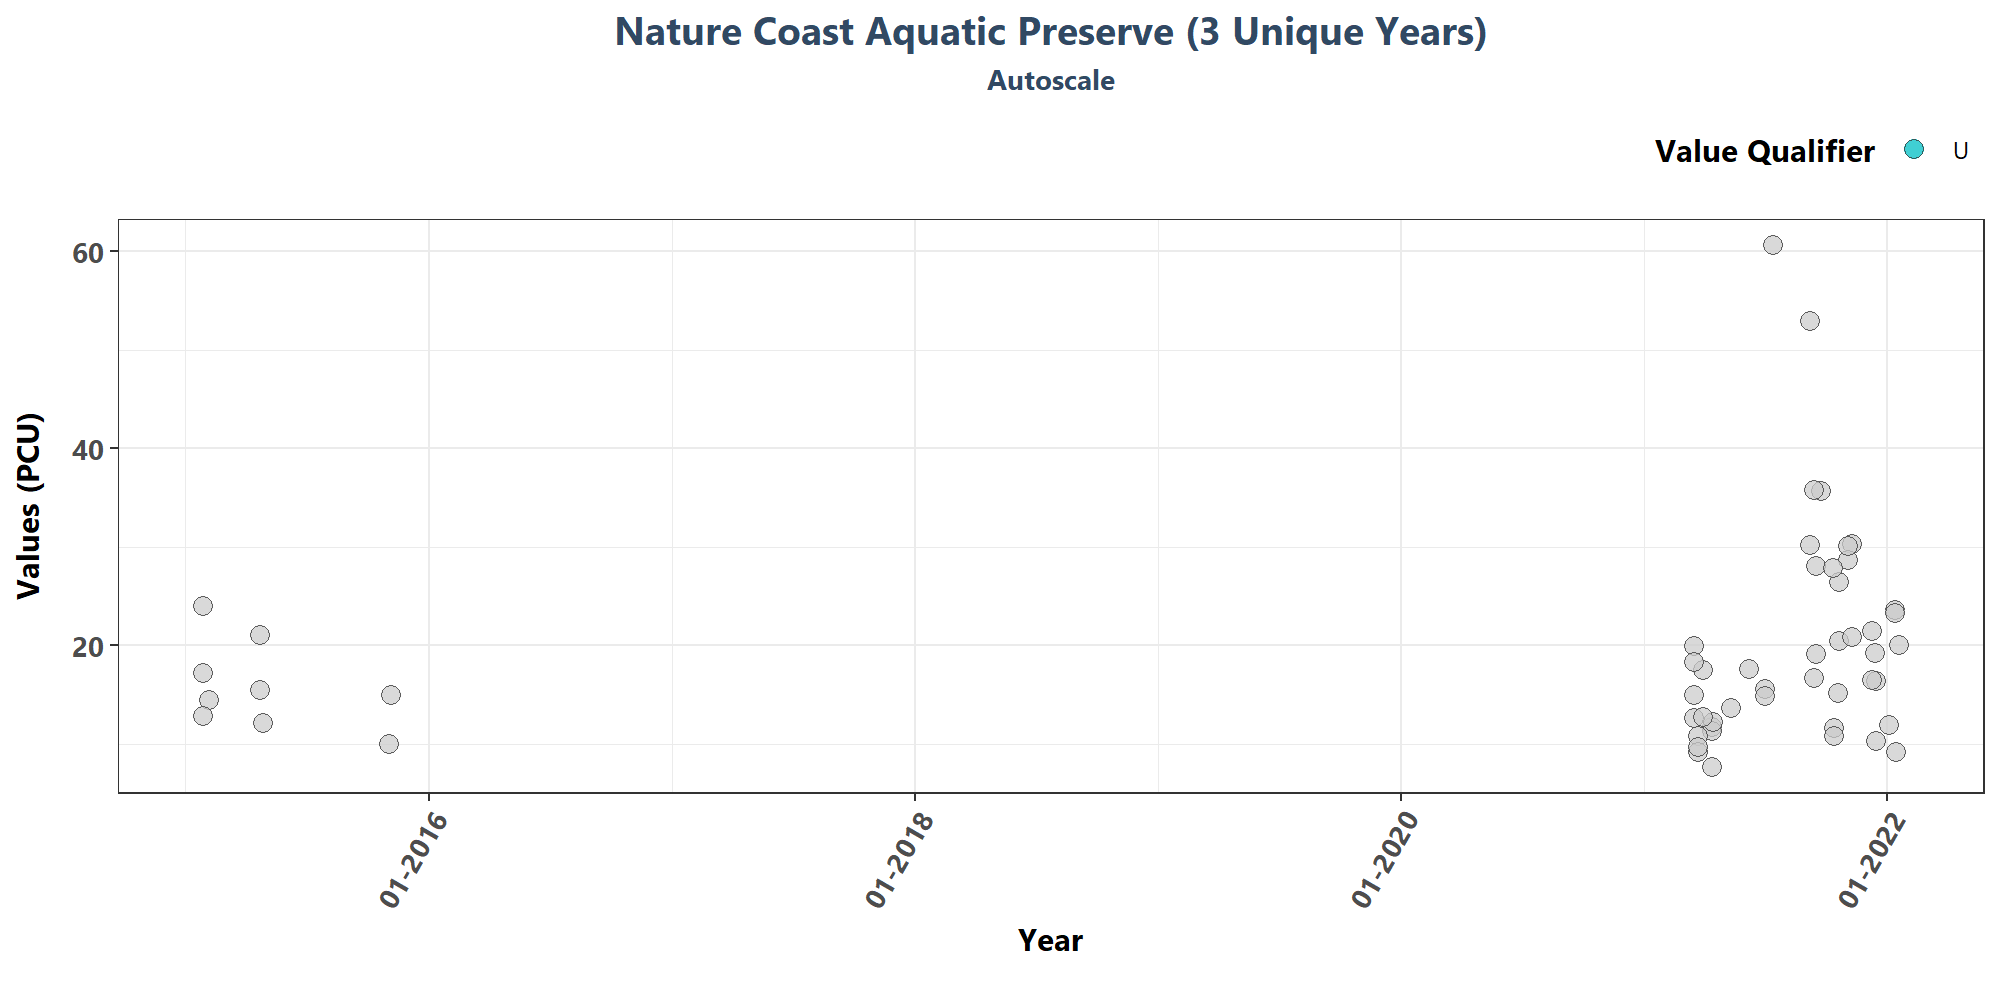 Nature Coast Aquatic Preserve (3 Unique Years)
Autoscale
Value Qualifier U
Values (PCU)
60
40
20
01-2016
01-2018
01-2020
01-2022
Year